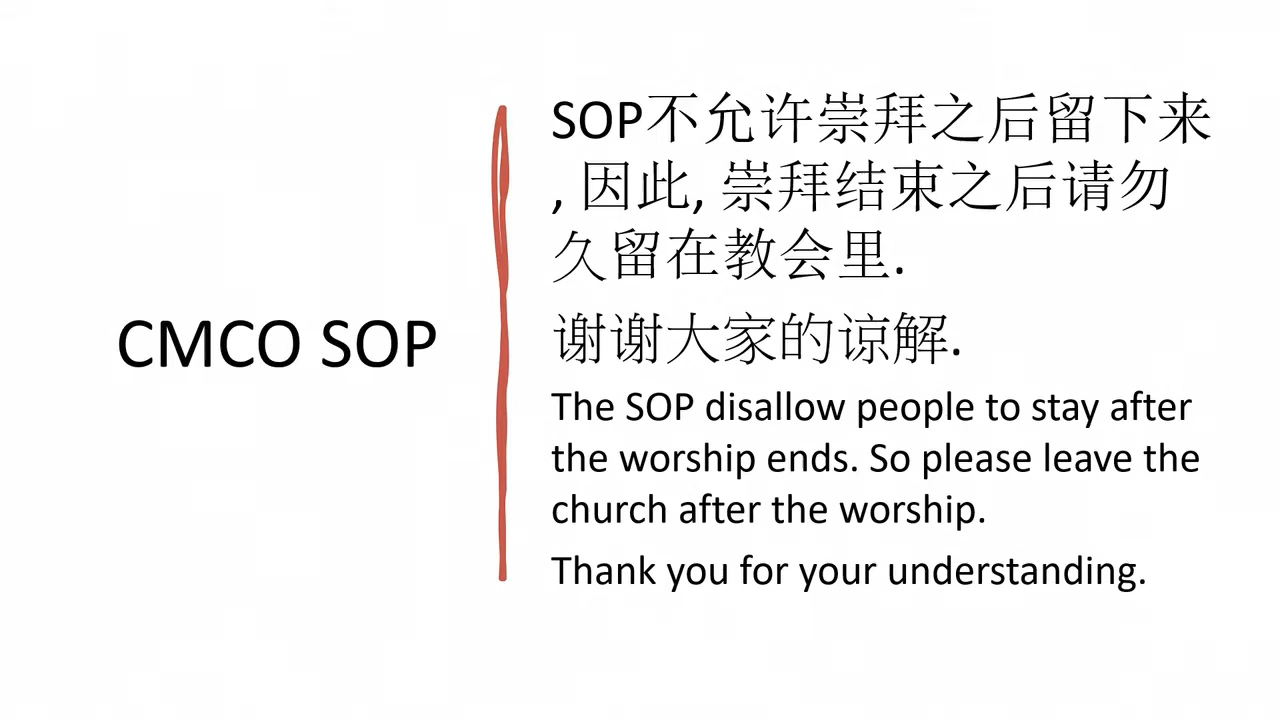 CMCO SOP
SOP不允许崇拜之后留下来
, 因此, 崇拜结束之后请勿
久留在教会里.
谢谢大家的谅解.
The SOP disallow people to stay after
the worship ends. So please leave the
church after the worship.
Thank you for your understanding.